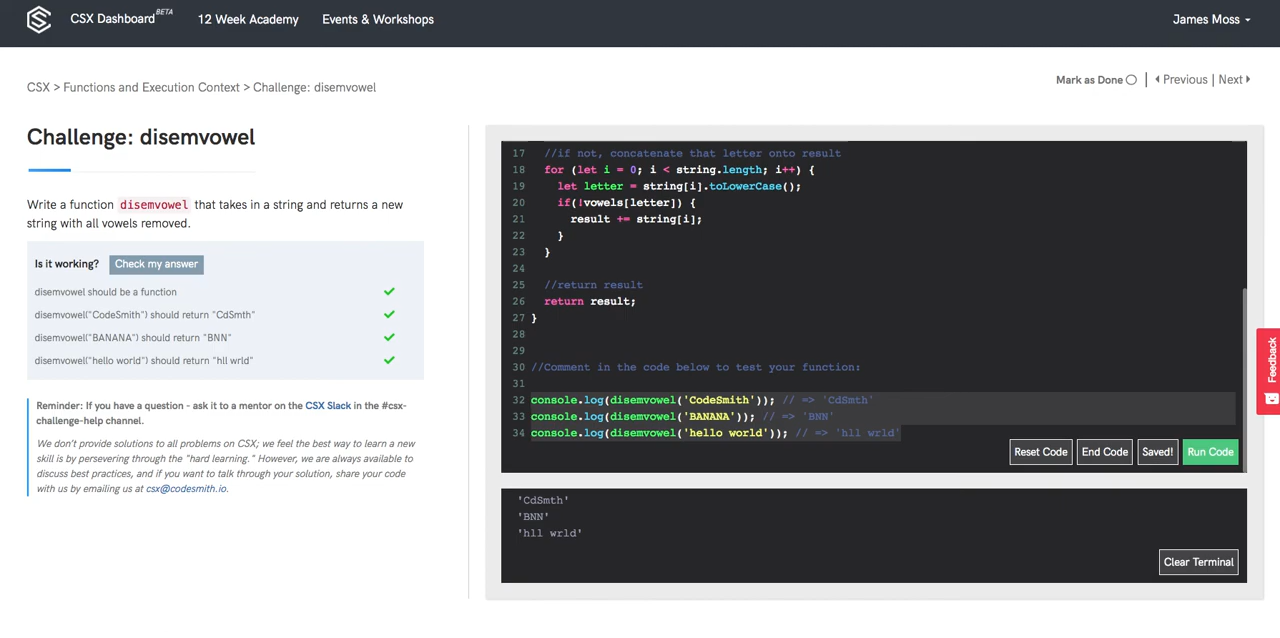 CSX Dashboard BETA 12 Week Academy Events & Workshops James Moss
CSX > Functions and Execution Context > Challenge: disemvowel
Mark as Done | Previous | Next
Challenge: disemvowel
Write a function disemvowel that takes in a string and returns a new
string with all vowels removed.
Is it working? Check my answer
disemvowel should be a function
disemvowel("CodeSmith") should return "CdSmth"
disemvowel("BANANA") should return "BNN"
disemvowel("hello world") should return "hll wrld"
Reminder: If you have a question - ask it to a mentor on the CSX Slack in the #csx-
challenge-help channel.
We don't provide solutions to all problems on CSX; we feel the best way to learn a new
skill is by persevering through the "hard learning." However, we are always available to
discuss best practices, and if you want to talk through your solution, share your code
with us by emailing us at csx@codesmith.io.
17 //if not, concatenate that letter onto result
18 for (let i = 0; i < string.length; i++) {
19 let letter = string[i].toLowerCase();
20 if(!vowels[letter]) {
21 result += string[i];
22 }
23 }
24
25 //return result
26 return result;
27 }
28
29
30 //Comment in the code below to test your function:
31
32 console.log(disemvowel('CodeSmith')); // => 'CdSmth'
33 console.log(disemvowel('BANANA')); // => 'BNN'
34 console.log(disemvowel('hello world')); // => 'hll wrld'
Reset Code End Code Saved! Run Code
'CdSmth'
'BNN'
'hll wrld'
Clear Terminal
Feedback